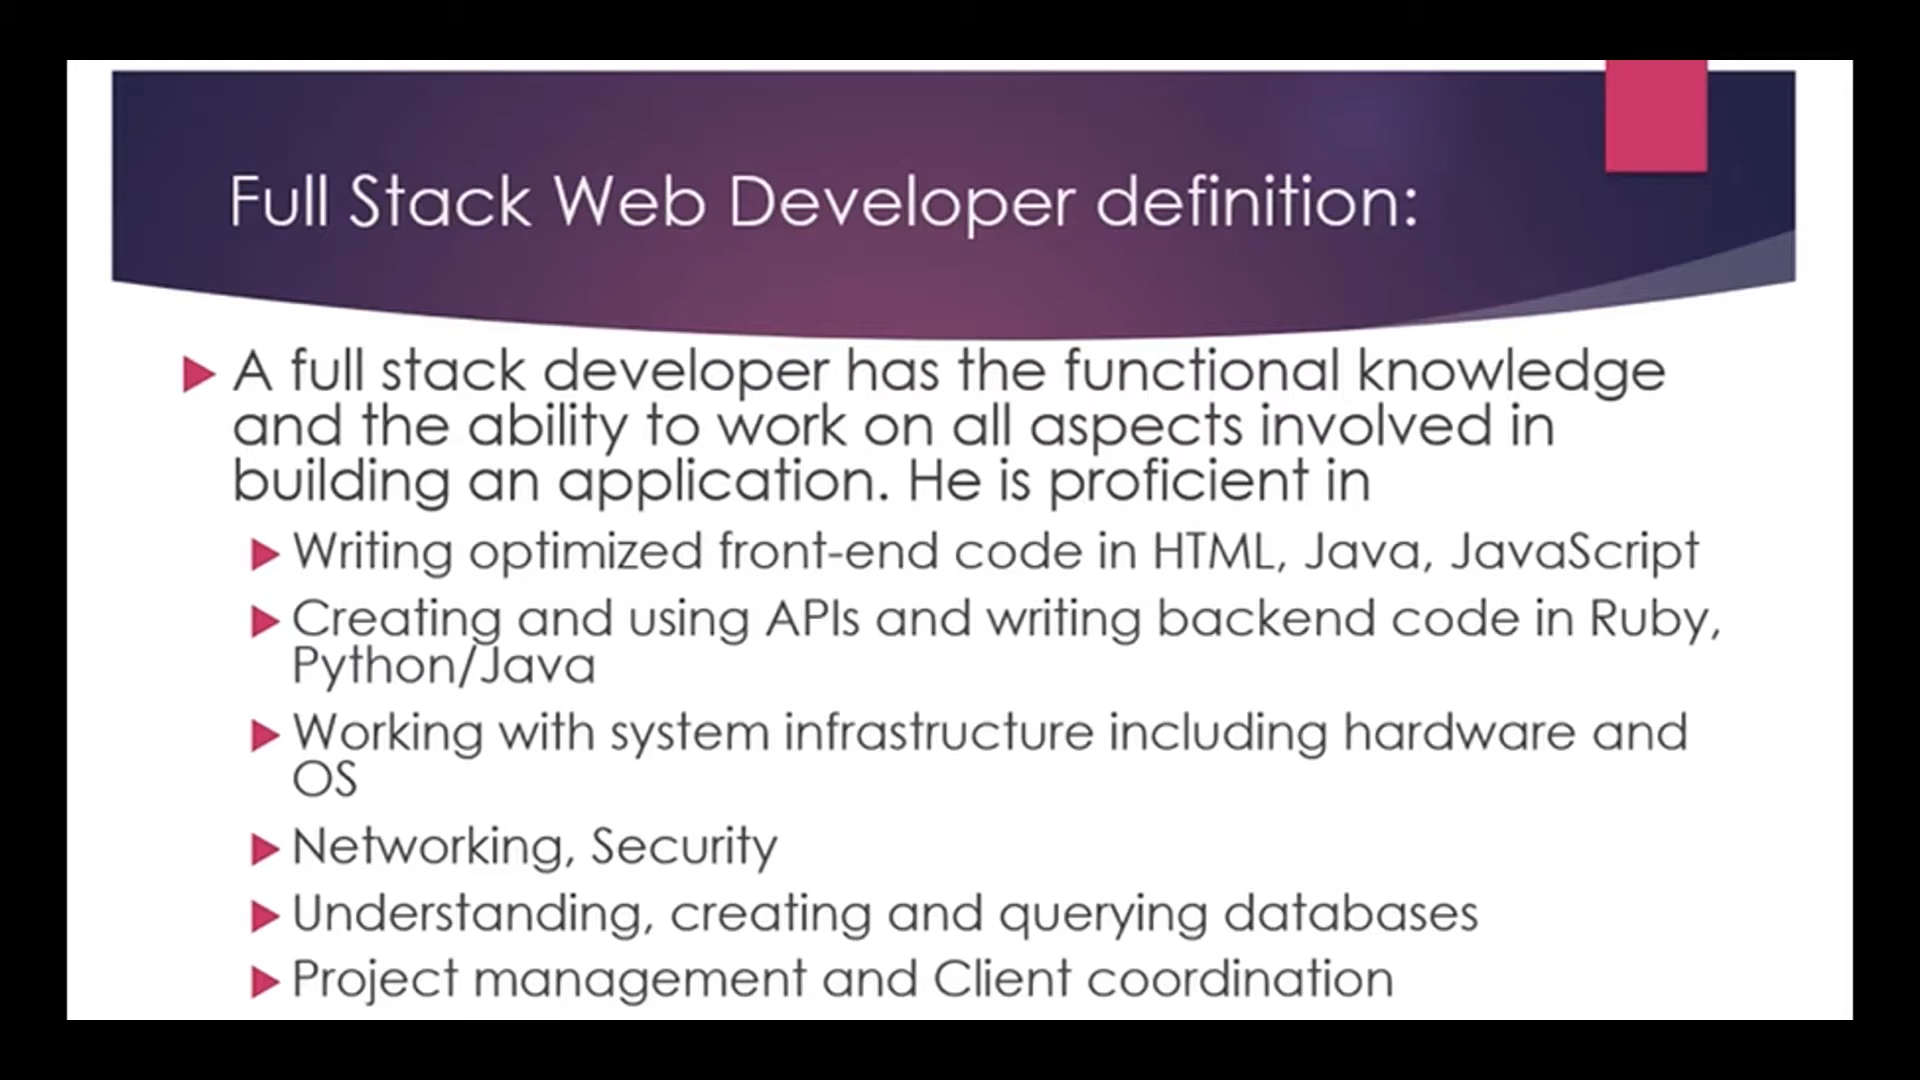 Full Stack Web Developer definition:
A full stack developer has the functional knowledge
and the ability to work on all aspects involved in
building an application. He is proficient in
Writing optimized front-end code in HTML, Java, JavaScript
Creating and using APIs and writing backend code in Ruby,
Python/Java
Working with system infrastructure including hardware and
OS
Networking, Security
Understanding, creating and querying databases
Project management and Client coordination